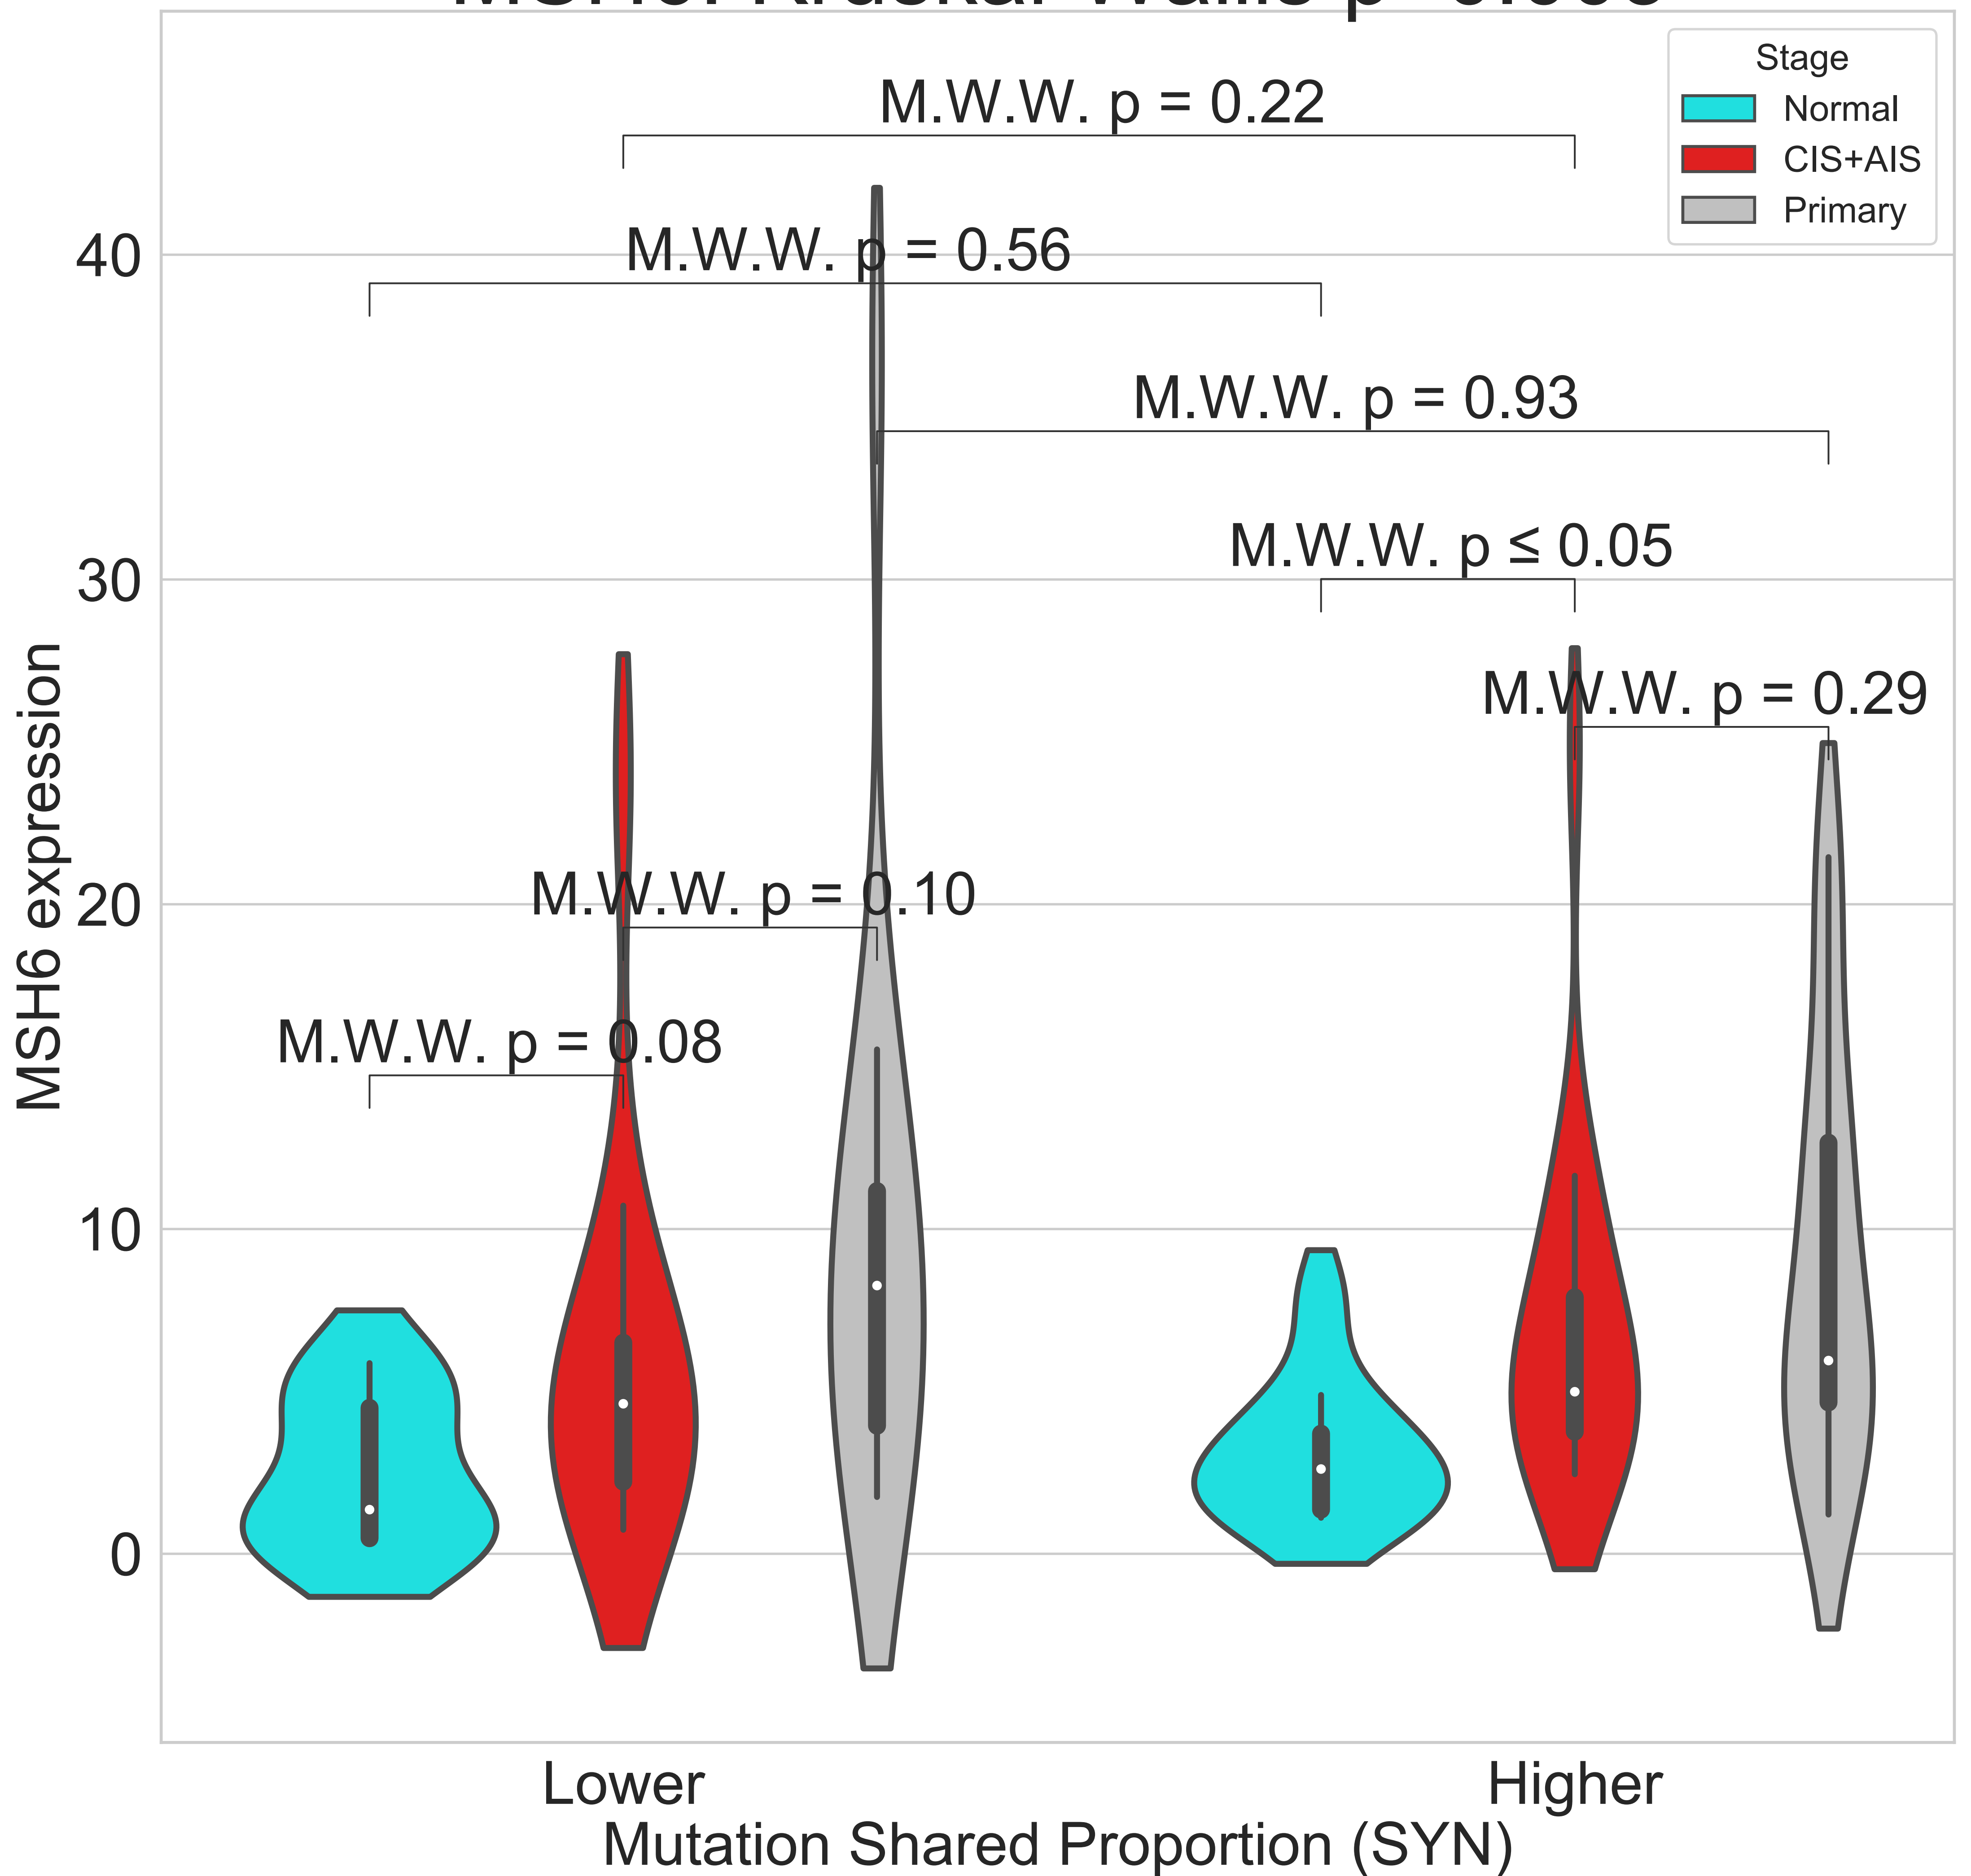 Stage
Normal
CIS+AIS
Primary
M.W.W. p = 0.22
M.W.W. p = 0.56
M.W.W. p = 0.93
M.W.W. p ≤ 0.05
M.W.W. p = 0.29
M.W.W. p = 0.10
M.W.W. p = 0.08
MSH6 expression
40
30
20
10
0
Lower
Higher
Mutation Shared Proportion (SYN)